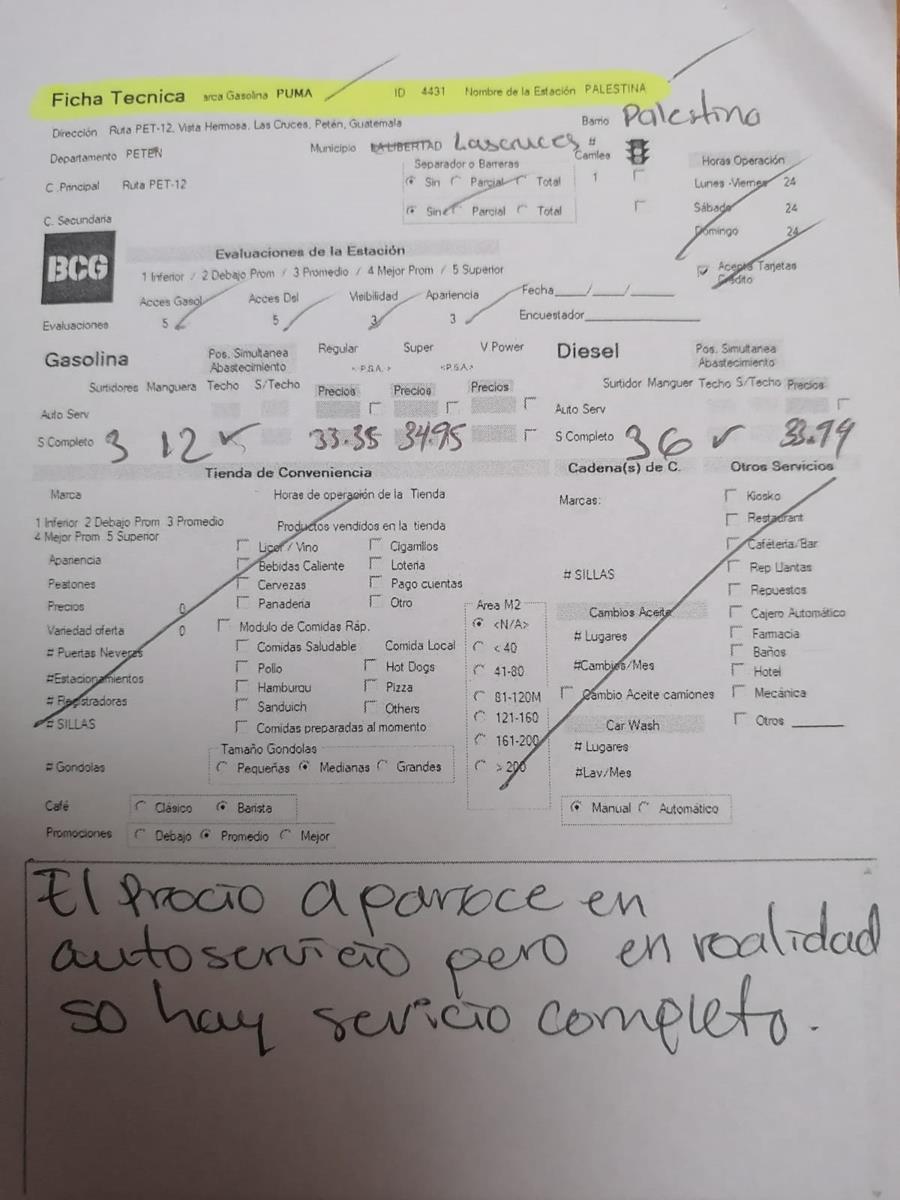 Ficha Tecnica arca Gasolina PUMA ID 4431 Nombre de la Estación PALESTINA
Dirección Ruta PET-12, Vista Hermosa, Las Cruces, Petén, Guatemala Barrio Palestina
Departamento PETEN Municipio LA LIBERTAD Lascruces # Carriles
C .Principal Ruta PET-12 Separador o Barreras Horas Operación
Sin Parcial Total 1 Lunes -Viernes 24
Sin Parcial Total Sábado 24
C. Secundaria Domingo 24
BCG Evaluaciones de la Estación
1 Inferior / 2 Debajo Prom / 3 Promedio / 4 Mejor Prom / 5 Superior Acepta Tarjetas Crédito
Acces Gasol Acces Dsl Visibilidad Apariencia Fecha___/___/___
Evaluaciones 5 5 3 3 Encuestador
Gasolina Pos. Simultanea Abastecimiento Regular Super V Power Diesel Pos. Simultanea Abastecimiento
<.P.S.A.> <.P.S.A.>
Surtidores Manguera Techo S/Techo Precios Precios Precios Surtidor Manguer Techo S/Techo Precios
Auto Serv Auto Serv
S Completo 3 12 ✓ 33.35 34.95 S Completo 3 6 ✓ 33.94
Tienda de Conveniencia Cadena(s) de C. Otros Servicios
Marca Horas de operación de la Tienda Marcas: Kiosko
1 Inferior 2 Debajo Prom 3 Promedio Productos vendidos en la tienda Restaurant
4 Mejor Prom 5 Superior Licor / Vino Cigarrillos Cafétería/Bar
Apariencia Bebidas Caliente Loteria # SILLAS Rep Llantas
Peatones Cervezas Pago cuentas Repuestos
Precios 0 Panaderia Otro Area M2 Cambios Aceite Cajero Automático
Variedad oferta 0 Modulo de Comidas Ráp. <N/A> # Lugares Farmacia
# Puertas Neveras Comidas Saludable Comida Local < 40 Baños
#Estacionamientos Pollo Hot Dogs 41-80 #Cambios/Mes Hotel
# Registradoras Hamburgu Pizza 81-120M Cambio Aceite camiones Mecánica
# SILLAS Sanduich Others 121-160 Car Wash Otros
Comidas preparadas al momento 161-200 # Lugares
Tamaño Gondolas
# Gondolas Pequeñas Medianas Grandes > 200 #Lav/Mes
Café Clásico Barista Manual Automático
Promociones Debajo Promedio Mejor
El Precio aparece en
autoservicio pero en realidad
so hay servicio completo.